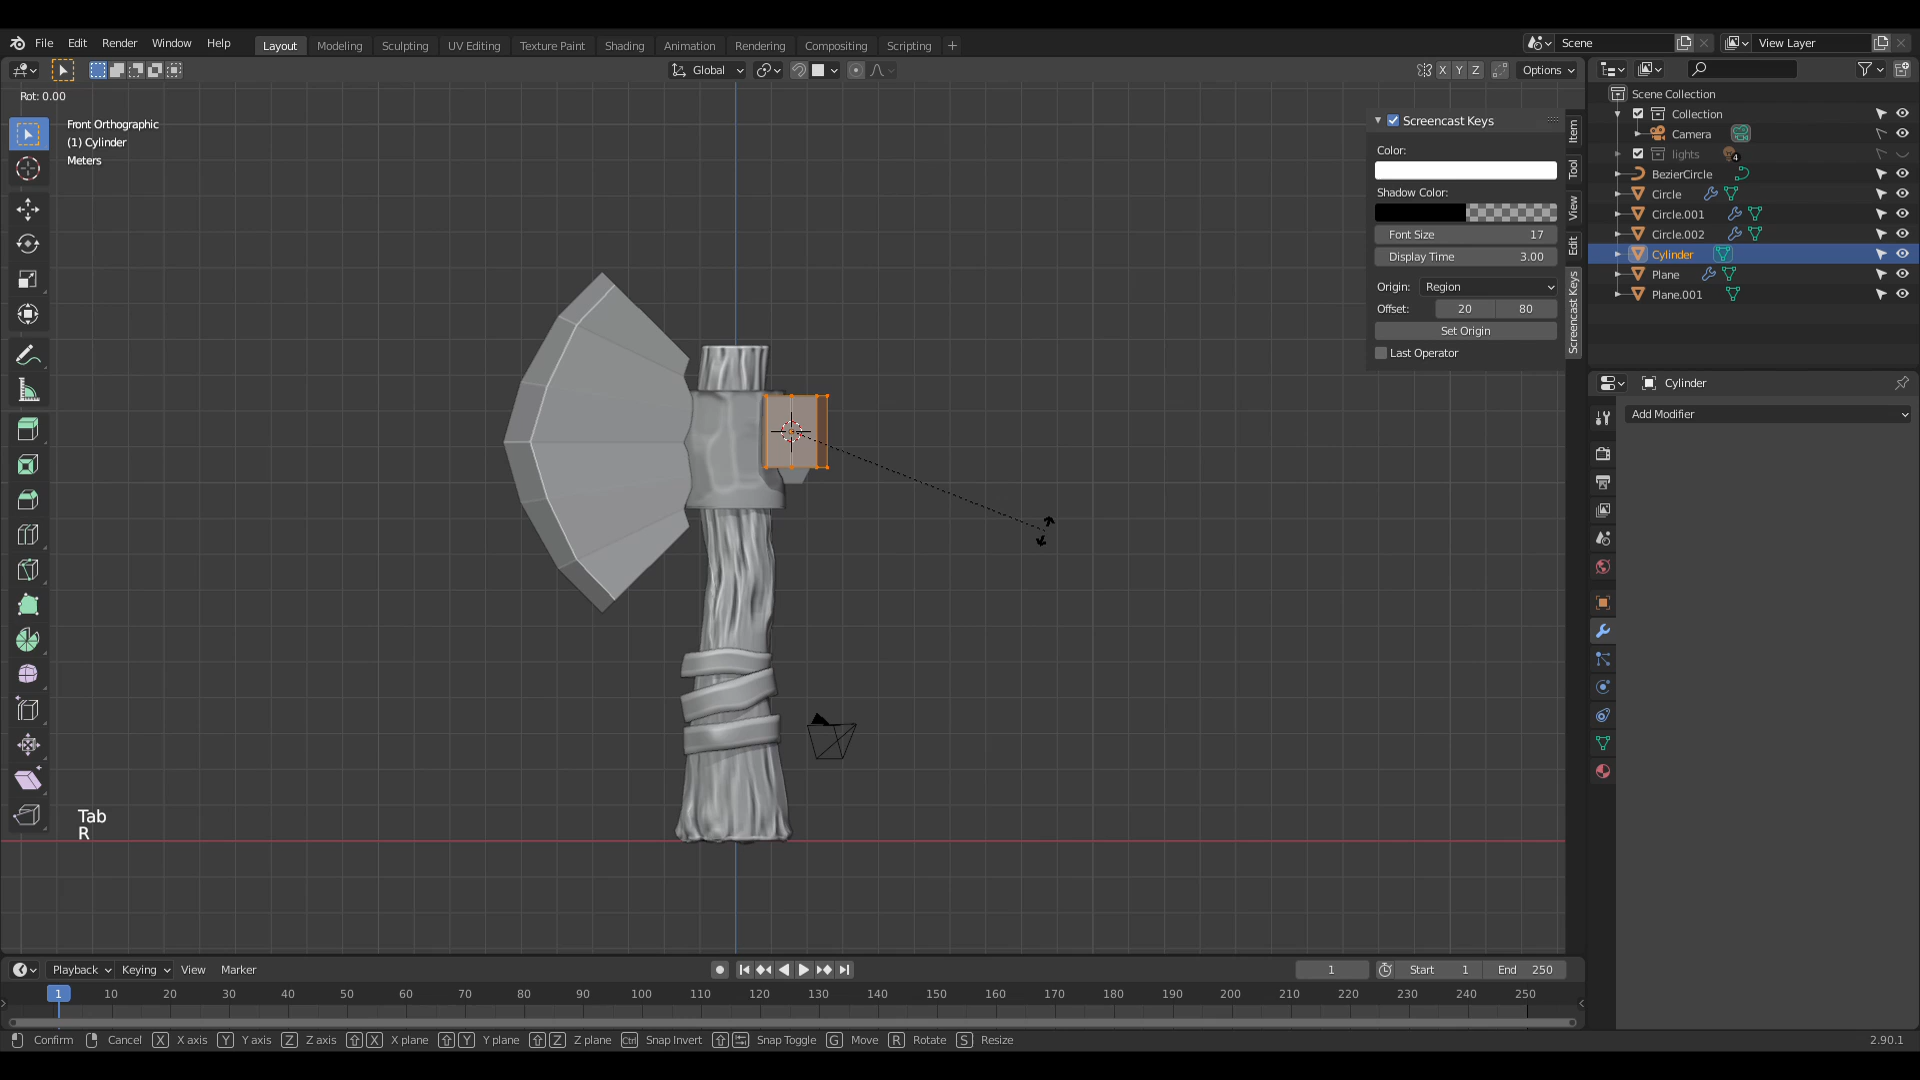 File Edit Render Window Help Layout Modeling Sculpting UV Editing Texture Paint Shading Animation Rendering Compositing Scripting + Scene View Layer
Global X Y Z Options
Rot: 0.00
Front Orthographic
(1) Cylinder
Meters
Screencast Keys
Color:
Shadow Color:
Font Size 17
Display Time 3.00
Origin: Region
Offset: 20 80
Set Origin
Last Operator
Item
Tool
View
Edit
Screencast Keys
Scene Collection
Collection
Camera
lights 4
BezierCircle
Circle
Circle.001
Circle.002
Cylinder
Plane
Plane.001
Cylinder
Add Modifier
Tab
R
Playback Keying View Marker 1 Start 1 End 250
1 10 20 30 40 50 60 70 80 90 100 110 120 130 140 150 160 170 180 190 200 210 220 230 240 250
Confirm Cancel X X axis Y Y axis Z Z axis X X plane Y Y plane Z Z plane Ctrl Snap Invert Snap Toggle G Move R Rotate S Resize 2.90.1